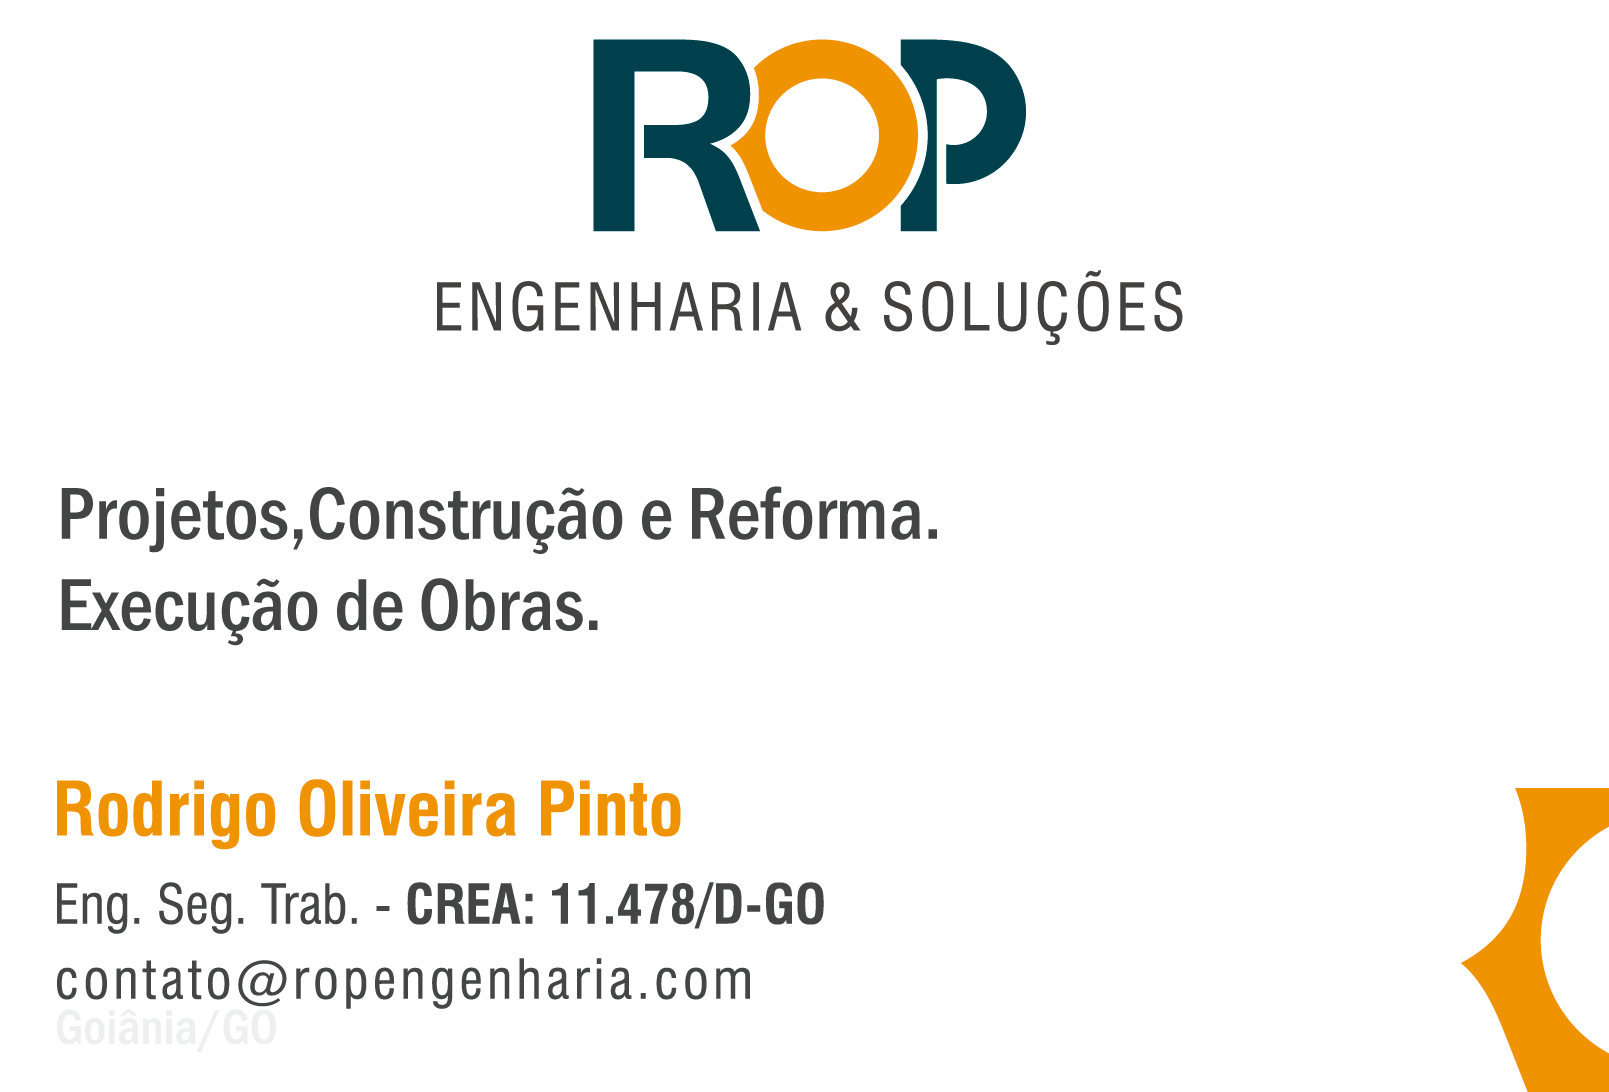 ROP
ENGENHARIA & SOLUÇÕES
Projetos,Construção e Reforma.
Execução de Obras.
Rodrigo Oliveira Pinto
Eng. Seg. Trab. - CREA: 11.478/D-GO
contato@ropengenharia.com
Goiânia/GO